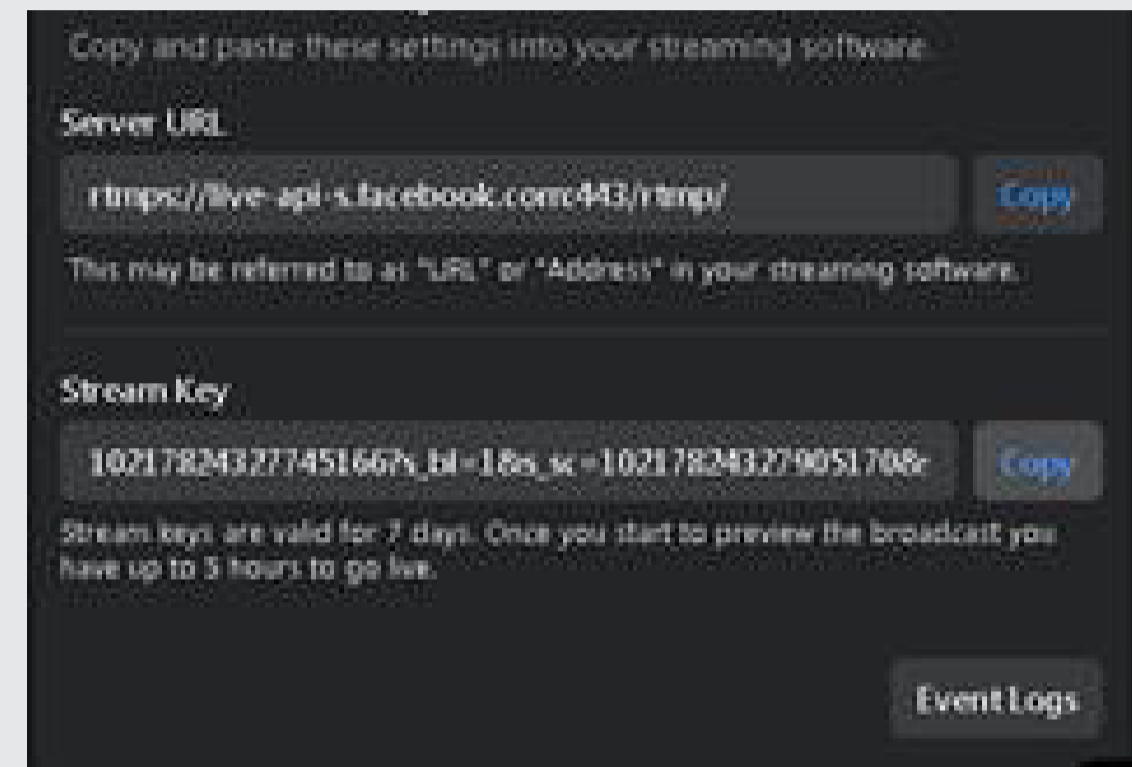 Copy and paste these settings into your streaming software.
Server URL
rtmps://live-api-s.facebook.com:443/rtmp/
Copy
This may be referred to as "URL" or "Address" in your streaming software.
Stream Key
Copy
Stream keys are valid for 7 days. Once you start to preview the broadcast you
have up to 5 hours to go live.
Event Logs